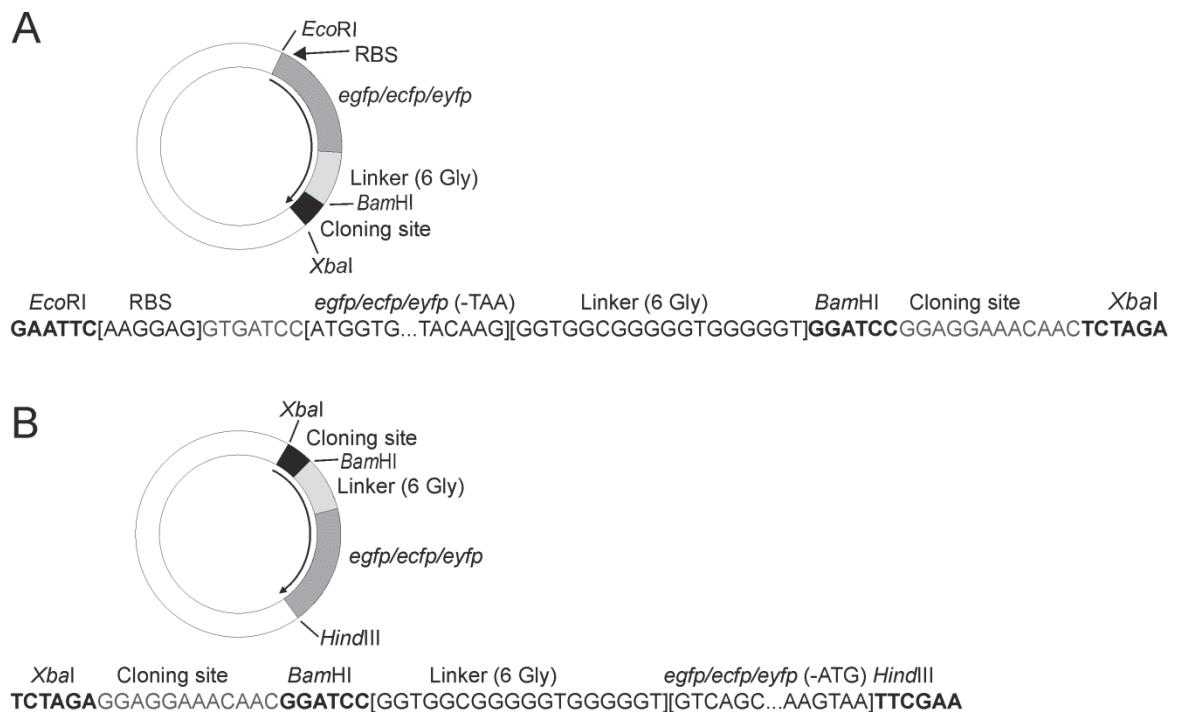 A
EcoRI
RBS
egfp/ecfp/eyfp
Linker (6 Gly)
BamHI
Cloning site
XbaI
EcoRI RBS egfp/ecfp/eyfp (-TAA) Linker (6 Gly) BamHI Cloning site XbaI
GAATTC[AAGGAG]GTGATCC[ATGGTG...TACAAG][GGTGGCGGGGGTGGGGGT]GGATCCGGAGGAAACAACTCTAGA
B
XbaI
Cloning site
BamHI
Linker (6 Gly)
egfp/ecfp/eyfp
HindIII
XbaI Cloning site BamHI Linker (6 Gly) egfp/ecfp/eyfp (-ATG) HindIII
TCTAGAGGAGGAAACAACGGATCC[GGTGGCGGGGGTGGGGGT][GTCAGC...AAGTAA]TTCGAA